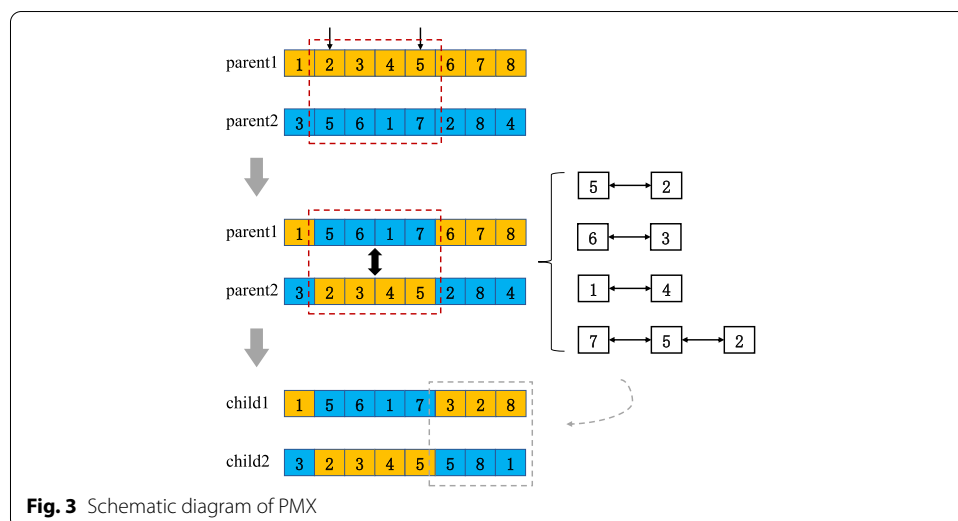 parent1 1 2 3 4 5 6 7 8
parent2 3 5 6 1 7 2 8 4
5 2
parent1 1 5 6 1 7 6 7 8
6 3
parent2 3 2 3 4 5 2 8 4
1 4
7 5 2
child1 1 5 6 1 7 3 2 8
child2 3 2 3 4 5 5 8 1
Fig. 3 Schematic diagram of PMX